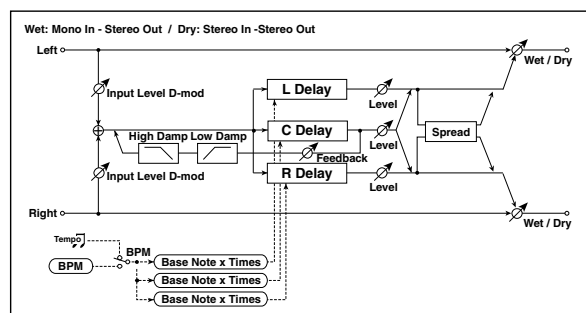 Wet: Mono In - Stereo Out / Dry: Stereo In -Stereo Out
Left
Wet / Dry
Input Level D-mod
L Delay
Level
High Damp Low Damp
C Delay
Level
Spread
Feedback
Input Level D-mod
R Delay
Level
Right
Wet / Dry
Tempo
BPM
BPM
Base Note x Times
Base Note x Times
Base Note x Times